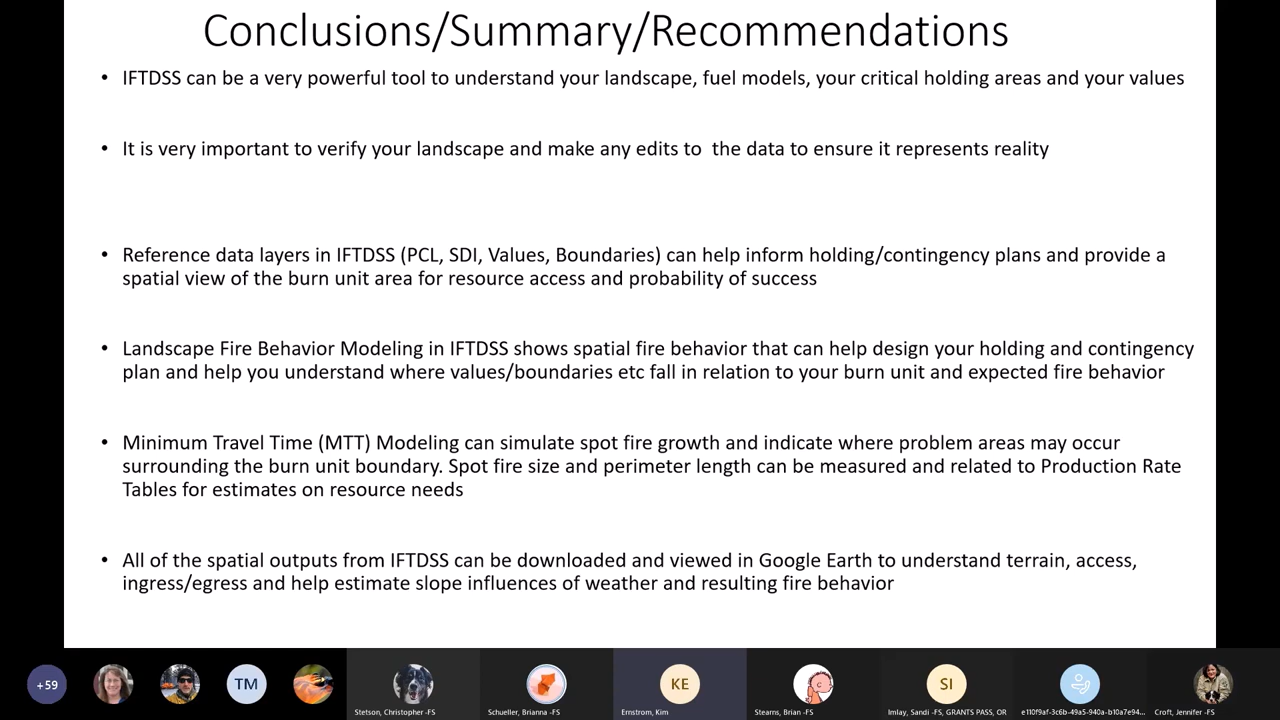 Conclusions/Summary/Recommendations
• IFTDSS can be a very powerful tool to understand your landscape, fuel models, your critical holding areas and your values
• It is very important to verify your landscape and make any edits to  the data to ensure it represents reality
• Reference data layers in IFTDSS (PCL, SDI, Values, Boundaries) can help inform holding/contingency plans and provide a
spatial view of the burn unit area for resource access and probability of success
• Landscape Fire Behavior Modeling in IFTDSS shows spatial fire behavior that can help design your holding and contingency
plan and help you understand where values/boundaries etc fall in relation to your burn unit and expected fire behavior
• Minimum Travel Time (MTT) Modeling can simulate spot fire growth and indicate where problem areas may occur
surrounding the burn unit boundary. Spot fire size and perimeter length can be measured and related to Production Rate
Tables for estimates on resource needs
• All of the spatial outputs from IFTDSS can be downloaded and viewed in Google Earth to understand terrain, access,
ingress/egress and help estimate slope influences of weather and resulting fire behavior
+59
TM
KE
SI
Stetson, Christopher -FS
Schueller, Brianna -FS
Ernstrom, Kim
Stearns, Brian -FS
Imlay, Sandi -FS, GRANTS PASS, OR
e110f9af-3c6b-49a5-940a-b10a7e94...
Croft, Jennifer -FS